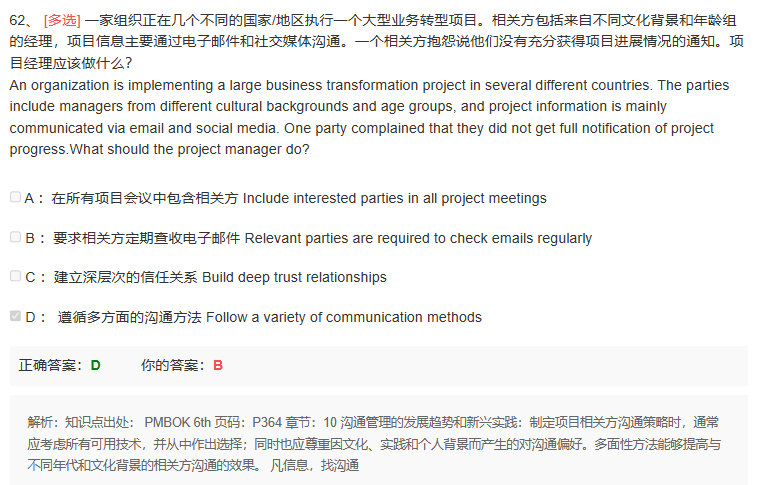 62、 [多选] 一家组织正在几个不同的国家/地区执行一个大型业务转型项目。相关方包括来自不同文化背景和年龄组
的经理，项目信息主要通过电子邮件和社交媒体沟通。一个相关方抱怨说他们没有充分获得项目进展情况的通知。项
目经理应该做什么？
An organization is implementing a large business transformation project in several different countries. The parties
include managers from different cultural backgrounds and age groups, and project information is mainly
communicated via email and social media. One party complained that they did not get full notification of project
progress.What should the project manager do?
A： 在所有项目会议中包含相关方 Include interested parties in all project meetings
B： 要求相关方定期查收电子邮件 Relevant parties are required to check emails regularly
C： 建立深层次的信任关系 Build deep trust relationships
D： 遵循多方面的沟通方法 Follow a variety of communication methods
正确答案：D 你的答案：B
解析：知识点出处： PMBOK 6th 页码：P364 章节：10 沟通管理的发展趋势和新兴实践：制定项目相关方沟通策略时，通常
应考虑所有可用技术，并从中作出选择；同时也应尊重因文化、实践和个人背景而产生的对沟通偏好。多面性方法能够提高与
不同年代和文化背景的相关方沟通的效果。 凡信息，找沟通